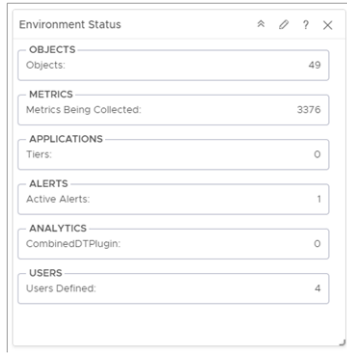 Environment Status
?
OBJECTS
Objects: 49
METRICS
Metrics Being Collected: 3376
APPLICATIONS
Tiers: 0
ALERTS
Active Alerts: 1
ANALYTICS
CombinedDTPlugin: 0
USERS
Users Defined: 4